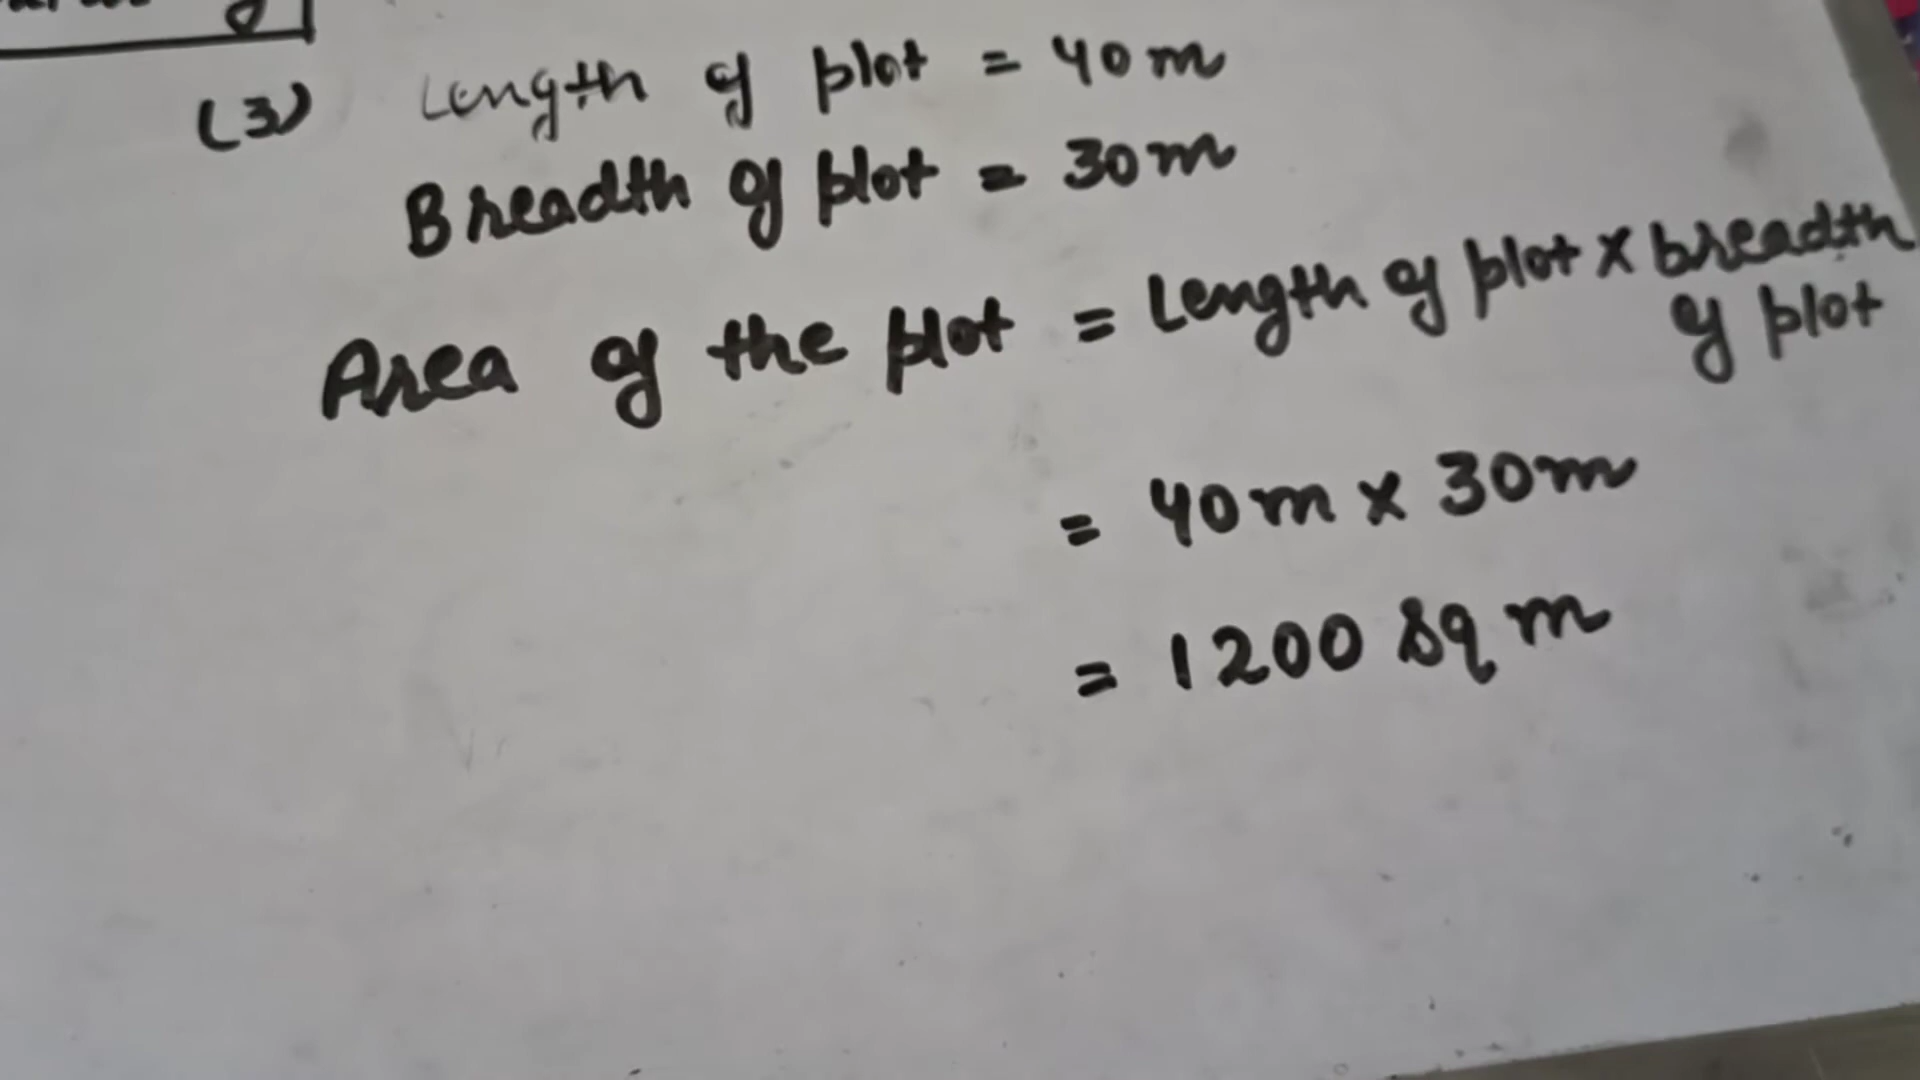 (3) Length of plot = 40 m
Breadth of plot = 30 m
Area of the plot = Length of plot x breadth
of plot
= 40 m x 30 m
= 1200 sq m